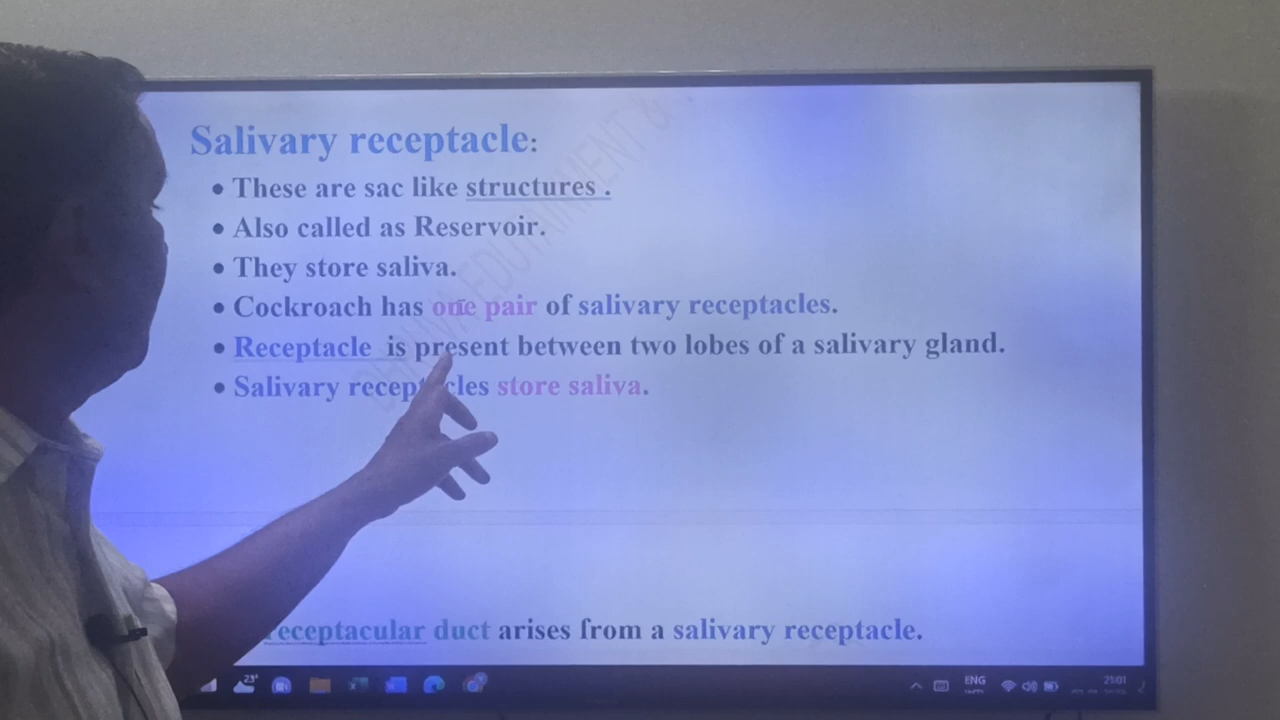 Salivary receptacle:
• These are sac like structures .
• Also called as Reservoir.
• They store saliva.
• Cockroach has one pair of salivary receptacles.
• Receptacle is present between two lobes of a salivary gland.
• Salivary receptacles store saliva.
receptacular duct arises from a salivary receptacle.
23°
ENG
21:01